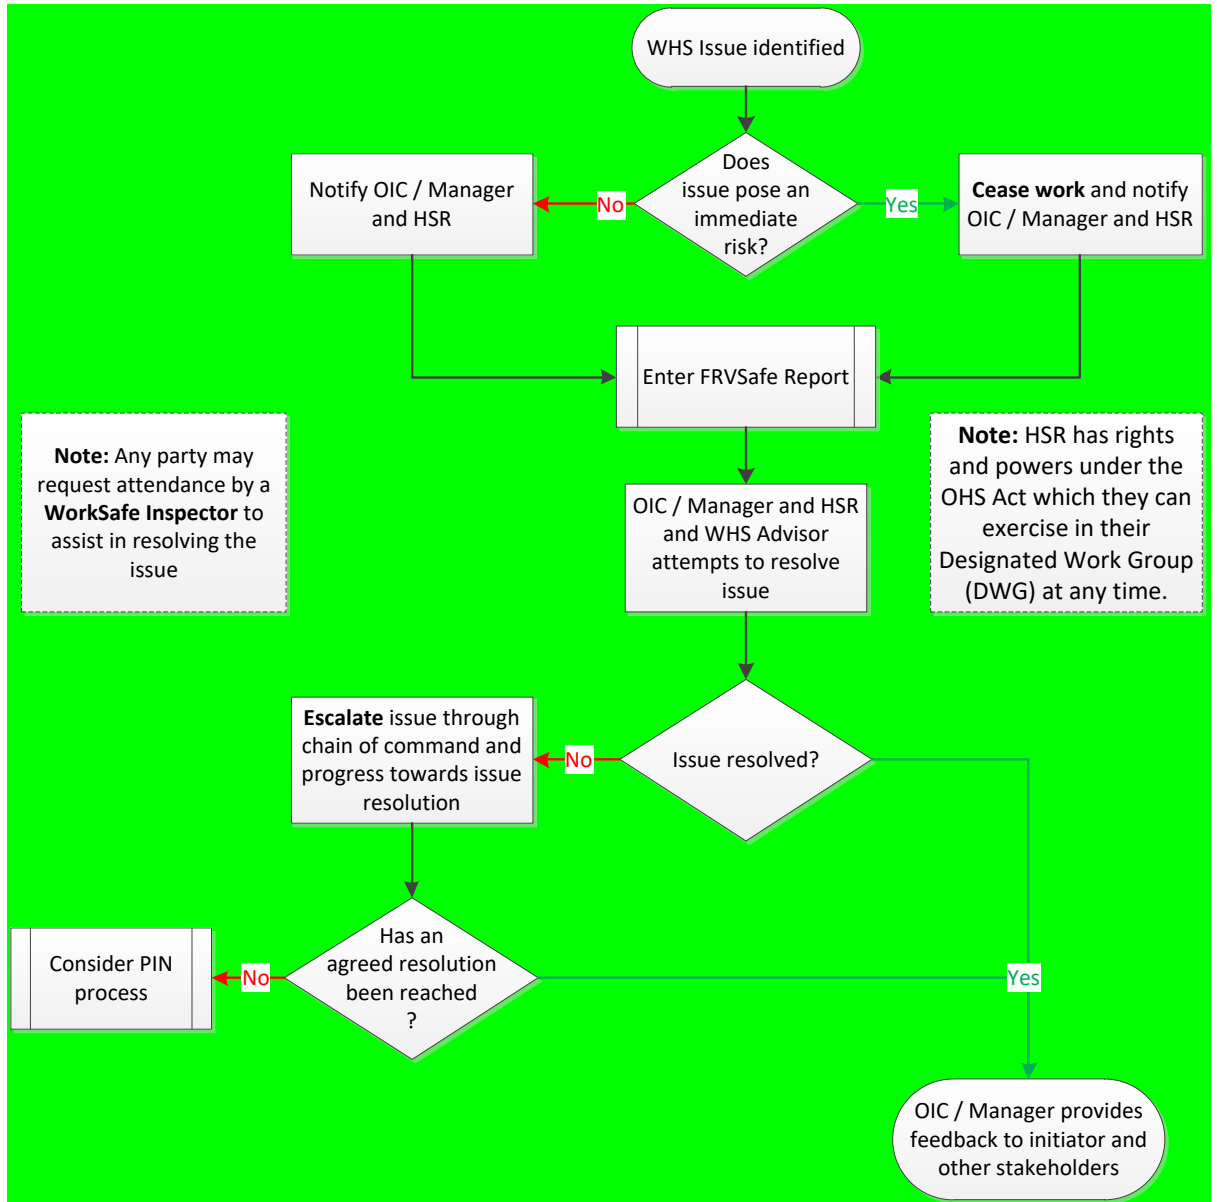 WHS Issue identified
Does
issue pose an
immediate
risk?
Notify OIC / Manager
and HSR
No
Yes
Cease work and notify
OIC / Manager and HSR
Enter FRVSafe Report
Note: Any party may
request attendance by a
WorkSafe Inspector to
assist in resolving the
issue
Note: HSR has rights
and powers under the
OHS Act which they can
exercise in their
Designated Work Group
(DWG) at any time.
OIC / Manager and HSR
and WHS Advisor
attempts to resolve
issue
Escalate issue through
chain of command and
progress towards issue
resolution
No
Issue resolved?
Consider PIN
process
No
Has an
agreed resolution
been reached
?
Yes
OIC / Manager provides
feedback to initiator and
other stakeholders